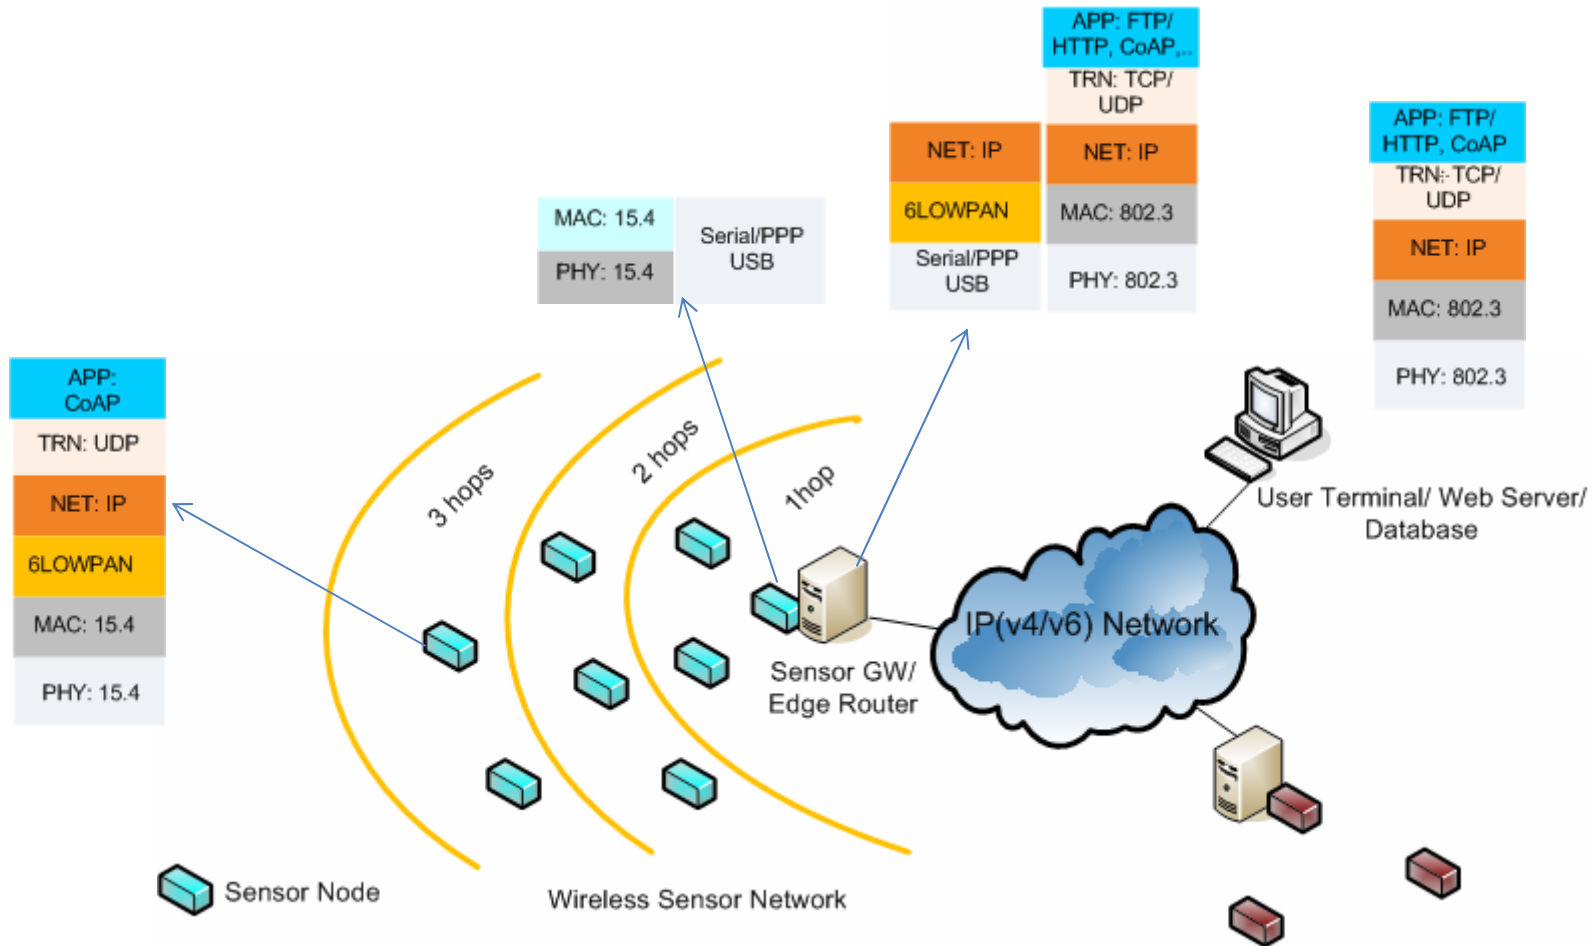 APP: FTP/
HTTP, CoAP,..
TRN: TCP/
UDP
NET: IP
MAC: 802.3
PHY: 802.3
NET: IP
6LOWPAN
Serial/PPP
USB
APP: FTP/
HTTP, CoAP
TRN:- TCP/
UDP
NET: IP
MAC: 802.3
PHY: 802.3
MAC: 15.4
PHY: 15.4
Serial/PPP
USB
APP:
CoAP
TRN: UDP
NET: IP
6LOWPAN
MAC: 15.4
PHY: 15.4
3 hops
2 hops
1hop
User Terminal/ Web Server/
Database
IP(v4/v6) Network
Sensor GW/
Edge Router
Sensor Node
Wireless Sensor Network